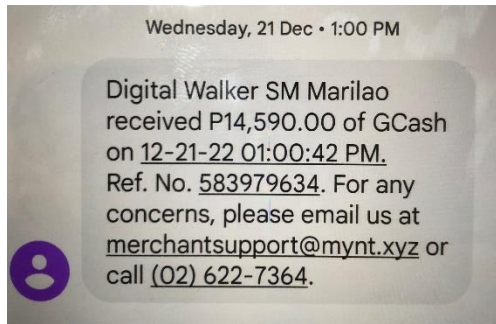 Wednesday, 21 Dec • 1:00 PM
Digital Walker SM Marilao
received P14,590.00 of GCash
on 12-21-22 01:00:42 PM.
Ref. No. 583979634. For any
concerns, please email us at
merchantsupport@mynt.xyz or
call (02) 622-7364.